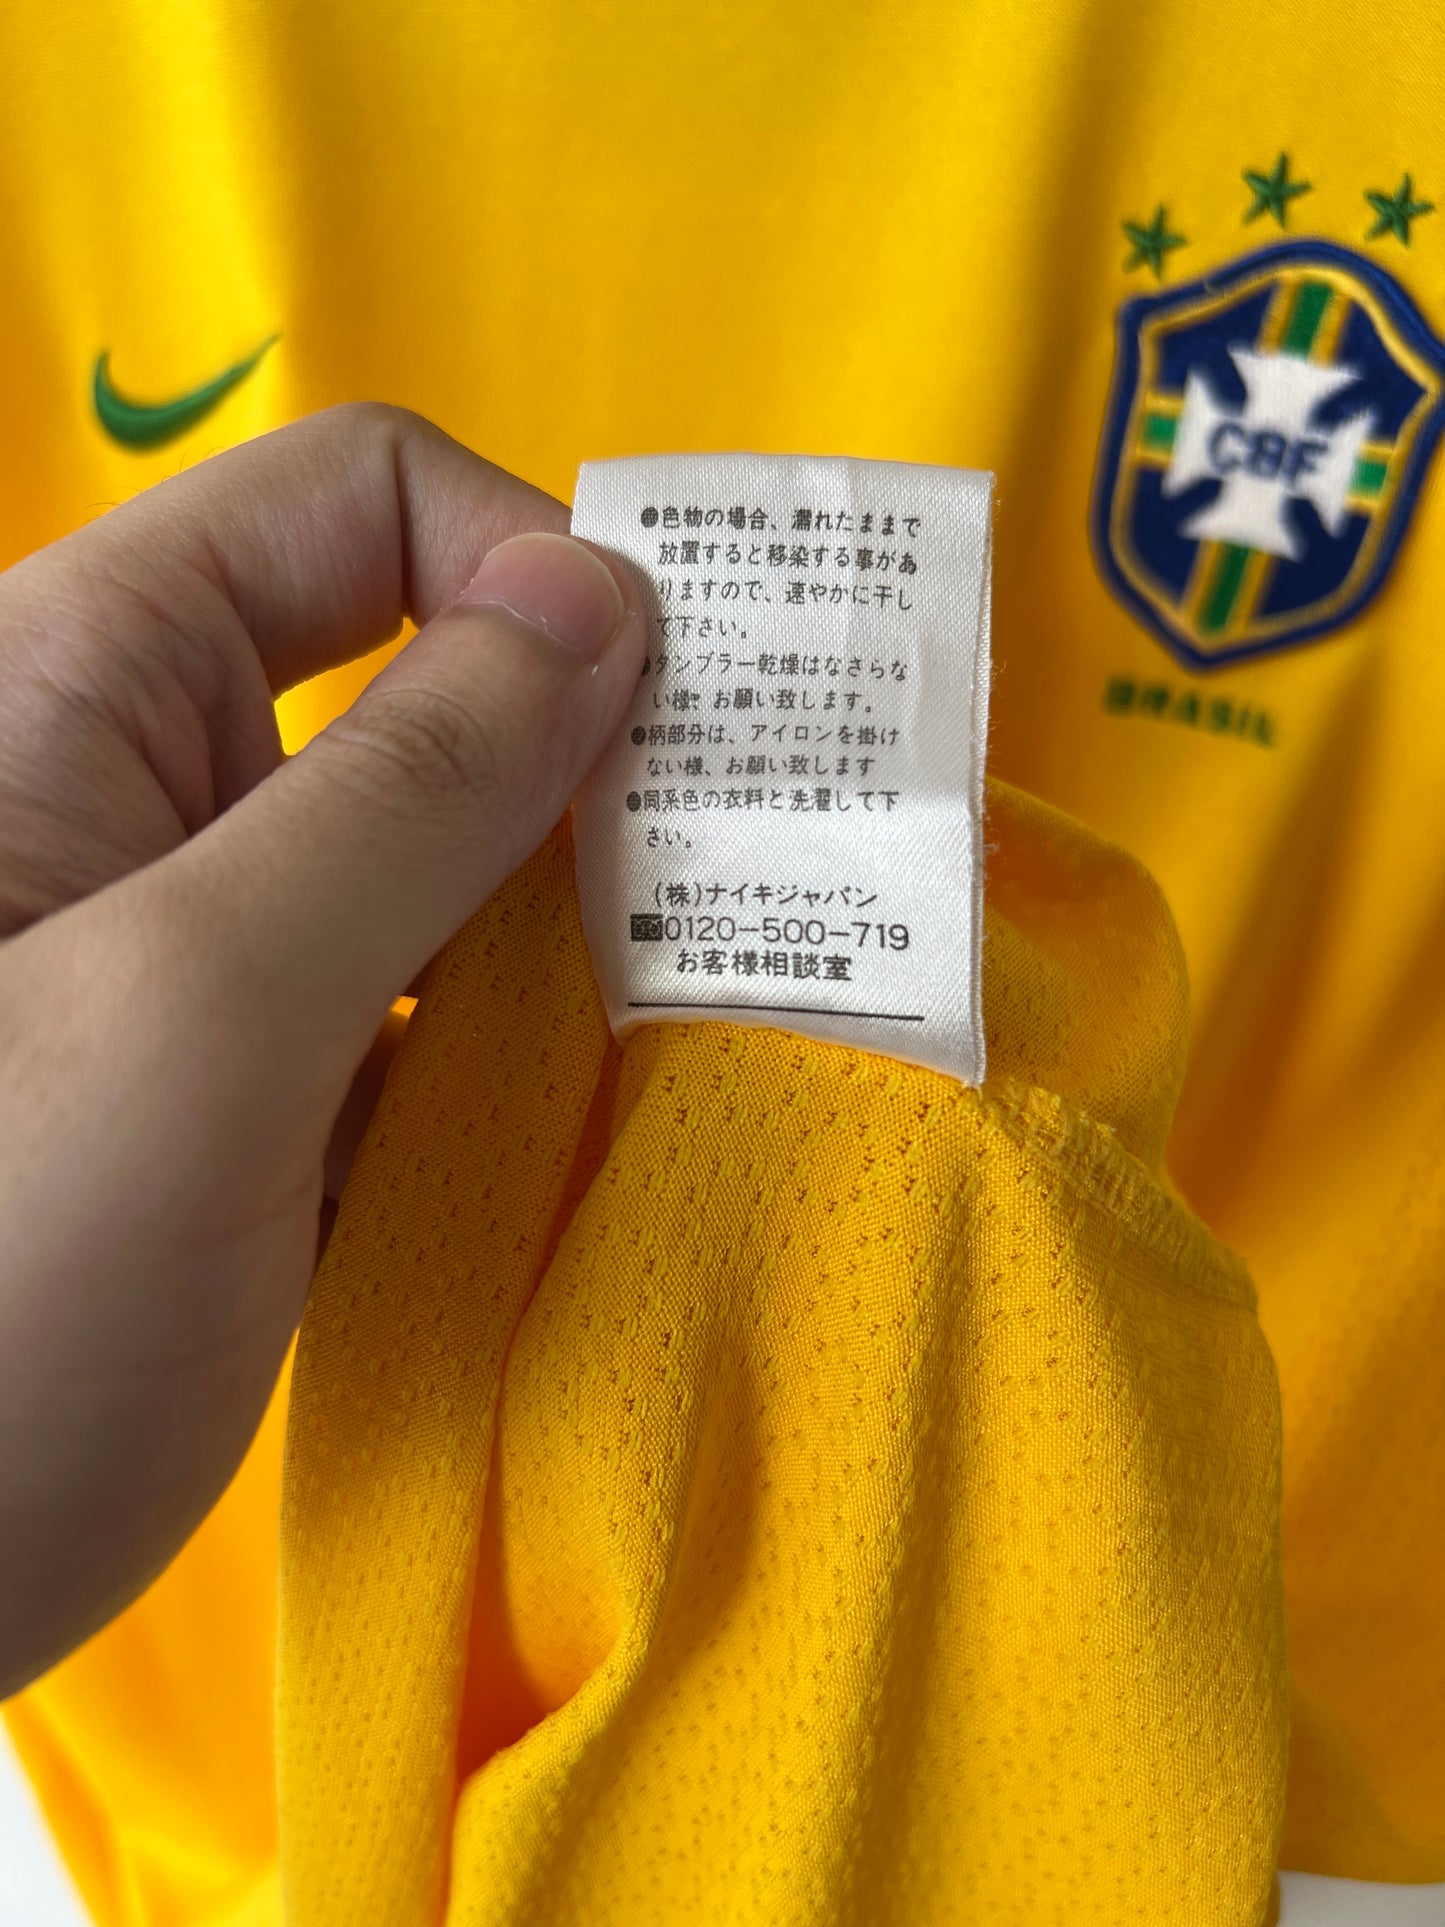 ●色物の場合、濡れたままで
放置すると移染する事があ
りますので、速やかに干し
て下さい。
●タンブラー乾燥はなさらな
い様、お願い致します。
●柄部分は、アイロンを掛け
ない様、お願い致します
●同系色の衣料と洗濯して下
さい。
(株)ナイキジャパン
0120-500-719
お客様相談室
CBF
BRASIL